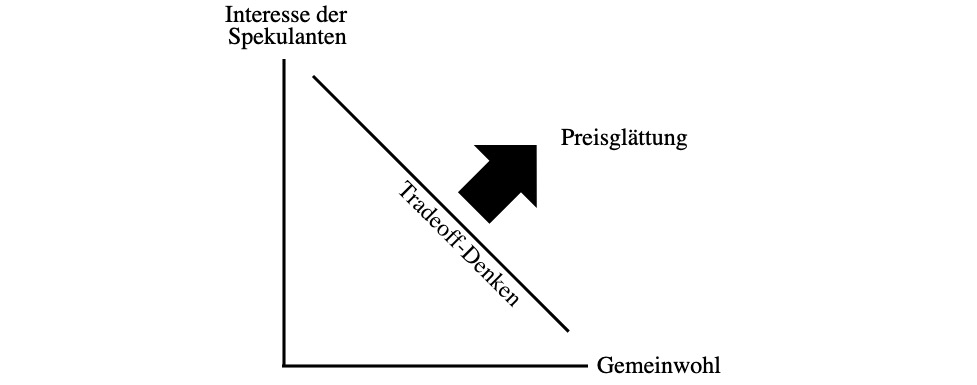 Interesse der
Spekulanten
Preisglättung
Tradeoff-Denken
Gemeinwohl